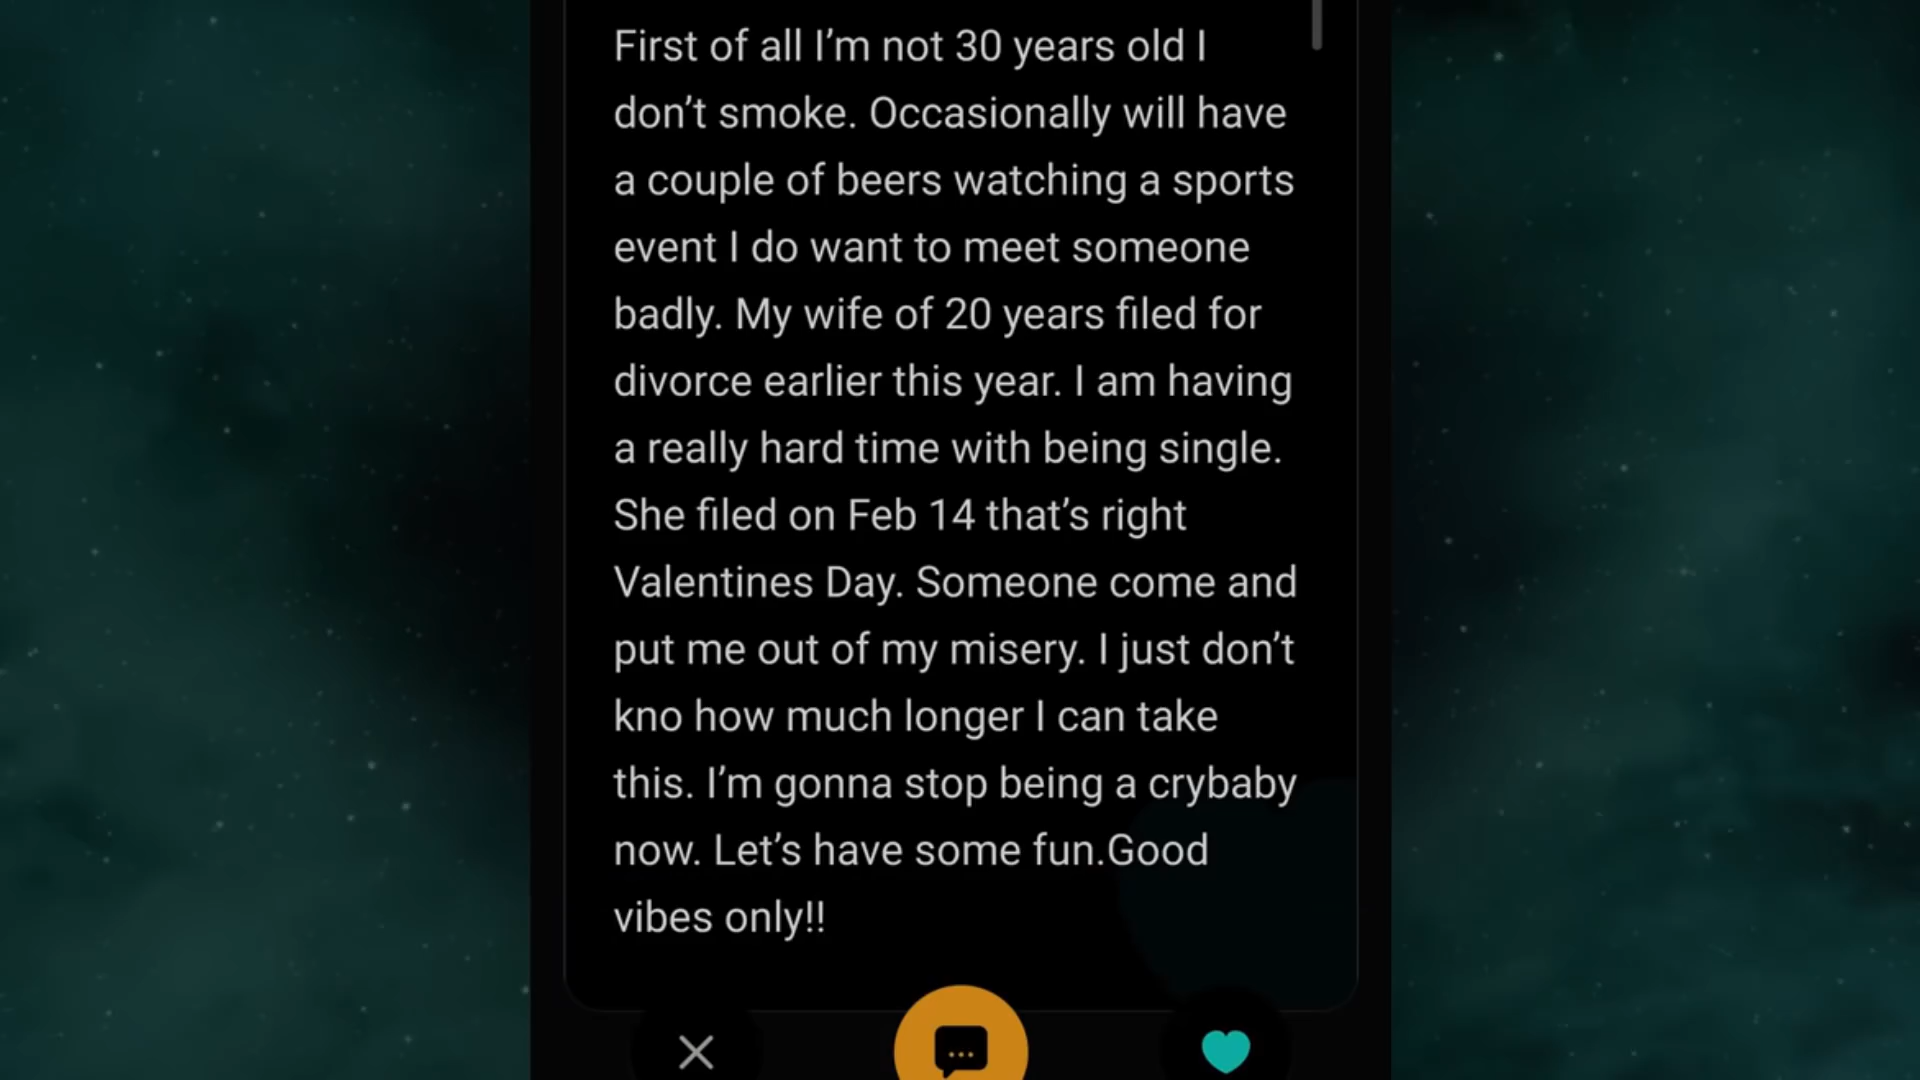 First of all I’m not 30 years old I
don’t smoke. Occasionally will have
a couple of beers watching a sports
event I do want to meet someone
badly. My wife of 20 years filed for
divorce earlier this year. I am having
a really hard time with being single.
She filed on Feb 14 that’s right
Valentines Day. Someone come and
put me out of my misery. I just don’t
kno how much longer I can take
this. I’m gonna stop being a crybaby
now. Let’s have some fun.Good
vibes only!!